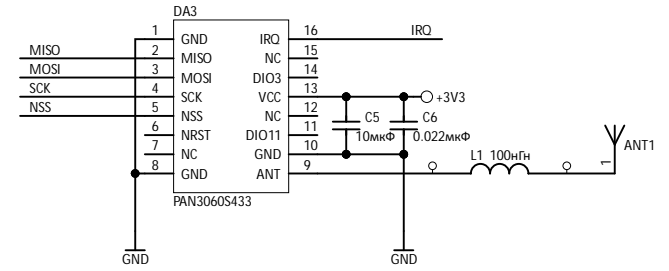 DA3
1 GND IRQ 16 IRQ
MISO 2 MISO NC 15
MOSI 3 MOSI DIO3 14
SCK 4 SCK VCC 13 +3V3
NSS 5 NSS NC 12 C5 C6
6 NRST DIO11 11 10мкФ 0.022мкФ
7 NC GND 10 L1 100нГн ANT1
8 GND ANT 9 1
PAN3060S433
GND GND